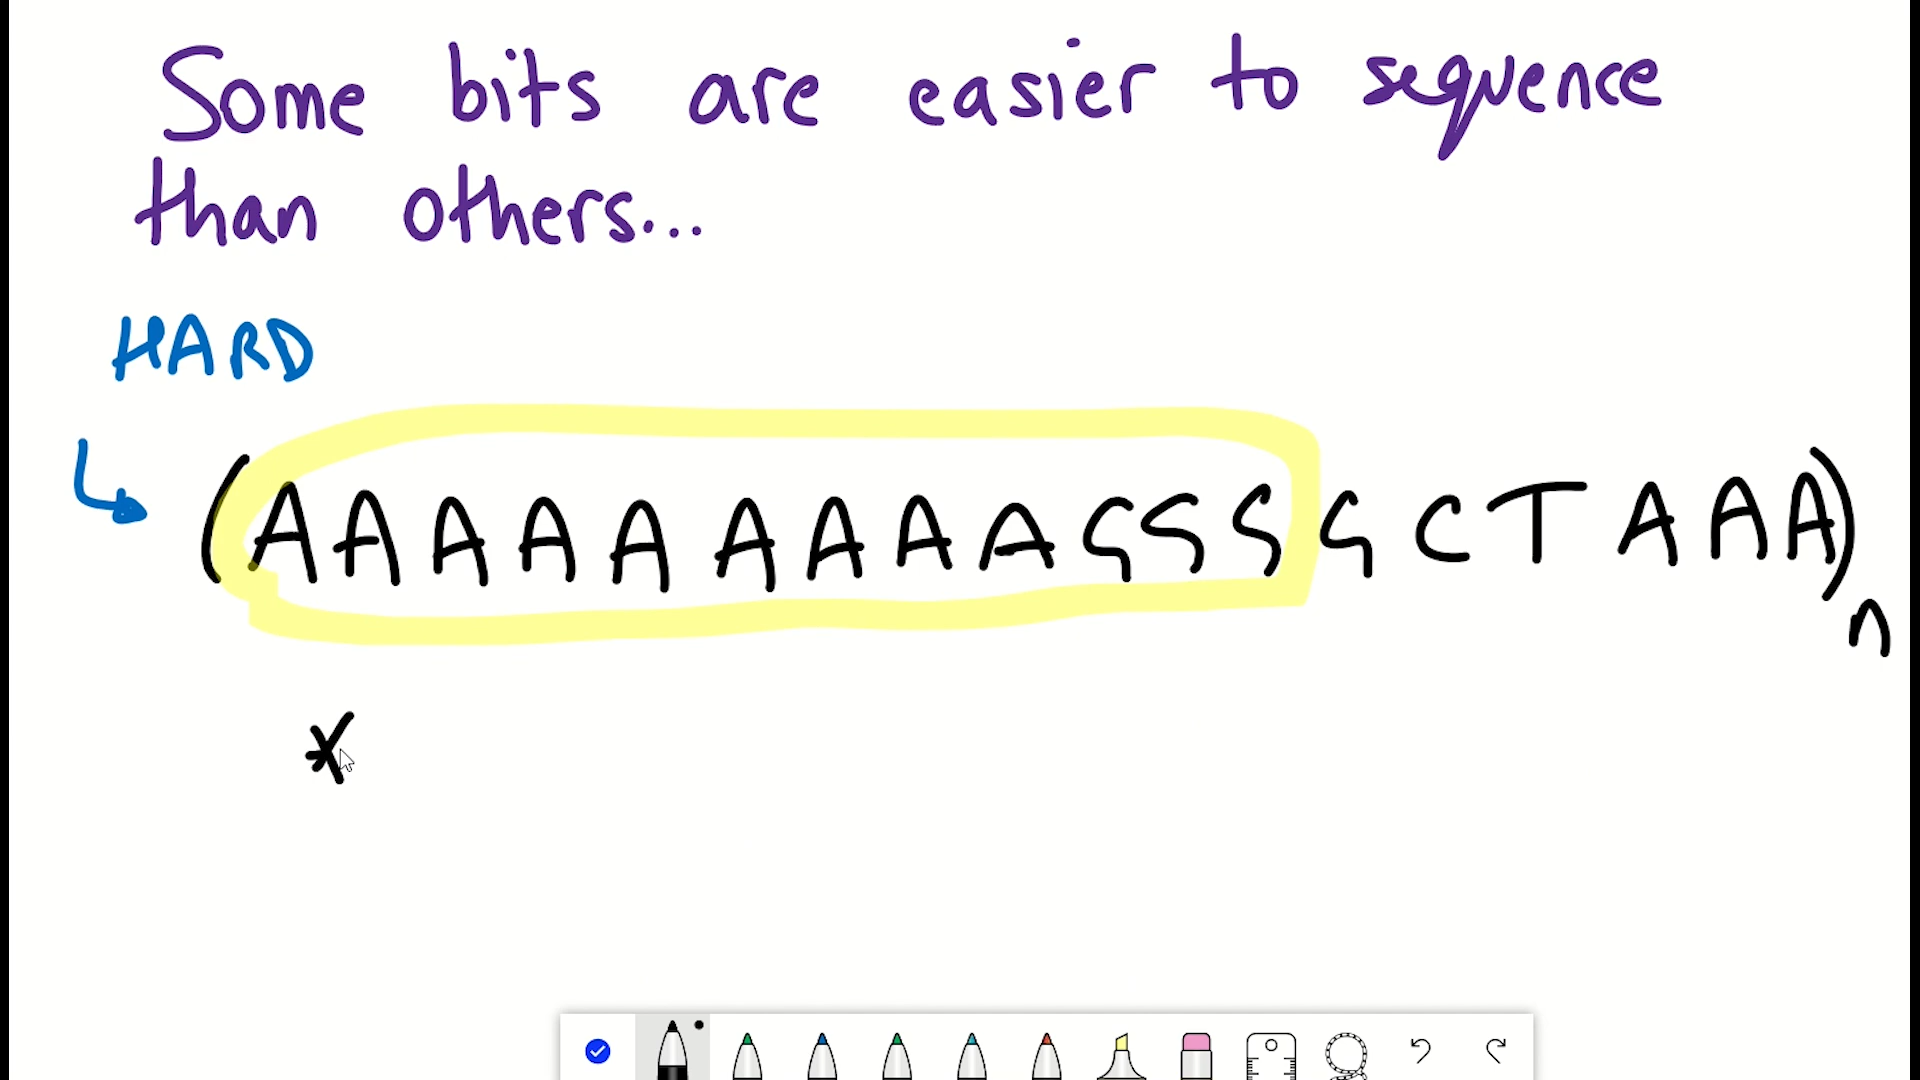 Some bits are easier to sequence
than others...
HARD
(AAAAAAAAAGGGGCTAAA)n
*